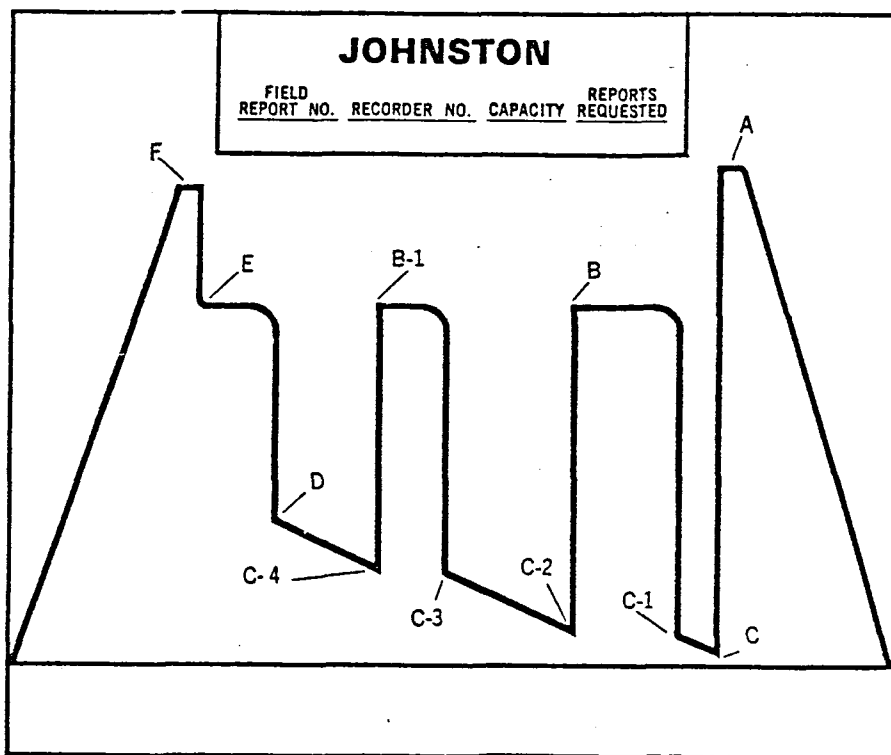 JOHNSTON
FIELD REPORT NO. RECORDER NO. CAPACITY REPORTS REQUESTED
A
F
E
B-1
B
D
C-4
C-3
C-2
C-1
C